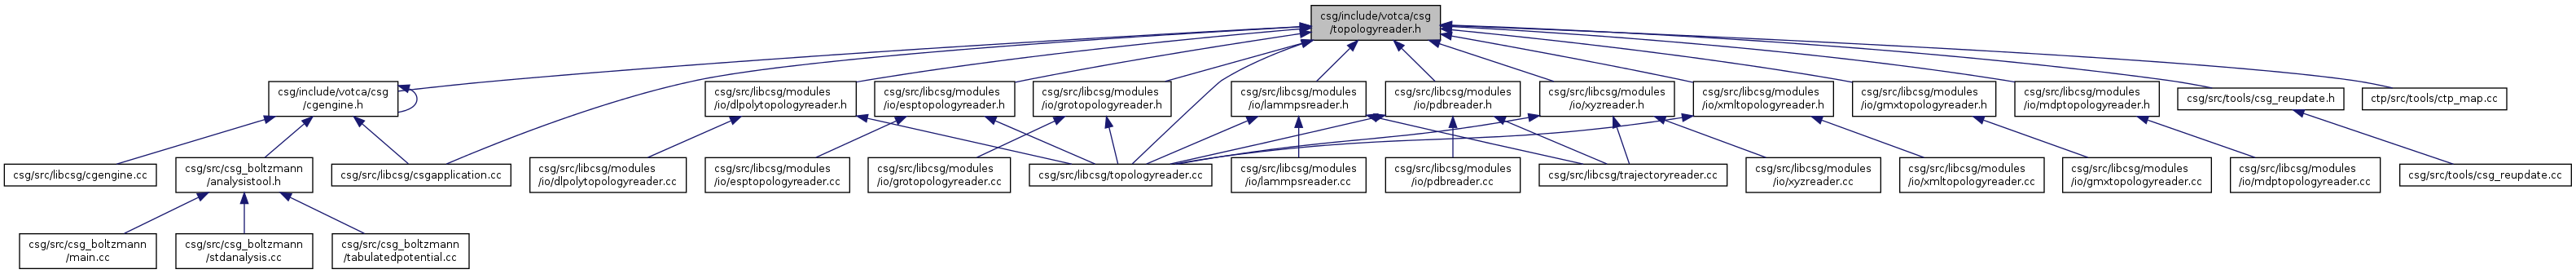 csg/include/votca/csg
/topologyreader.h
csg/include/votca/csg
/cgengine.h
csg/src/libcsg/modules
io/dlpolytopologyreader.h
csg/src/libcsg/modules
/io/esptopologyreader.h
csg/src/libcsg/modules
/io/grotopologyreader.h
csg/src/libcsg/modules
/io/lammpsreader.h
csg/src/libcsg/modules
/io/pdbreader.h
csg/src/libcsg/modules
/io/xyzreader.h
csg/src/libcsg/modules
/io/xmltopologyreader.h
csg/src/libcsg/modules
/io/gmxtopologyreader.h
csg/src/libcsg/modules
/io/mdptopologyreader.h
csg/src/tools/csg_reupdate.h
ctp/src/tools/ctp_map.cc
csg/src/libcsg/cgengine.cc
csg/src/csg_boltzmann
/analysistool.h
csg/src/libcsg/csgapplication.cc
csg/src/libcsg/modules
/io/dlpolytopologyreader.cc
csg/src/libcsg/modules
/io/esptopologyreader.cc
csg/src/libcsg/modules
/io/grotopologyreader.cc
csg/src/libcsg/topologyreader.cc
csg/src/libcsg/modules
/io/lammpsreader.cc
csg/src/libcsg/modules
/io/pdbreader.cc
csg/src/libcsg/trajectoryreader.cc
csg/src/libcsg/modules
/io/xyzreader.cc
csg/src/libcsg/modules
/io/xmltopologyreader.cc
csg/src/libcsg/modules
/io/gmxtopologyreader.cc
csg/src/libcsg/modules
/io/mdptopologyreader.cc
csg/src/tools/csg_reupdate.cc
csg/src/csg_boltzmann
/main.cc
csg/src/csg_boltzmann
/stdanalysis.cc
csg/src/csg_boltzmann
/tabulatedpotential.cc